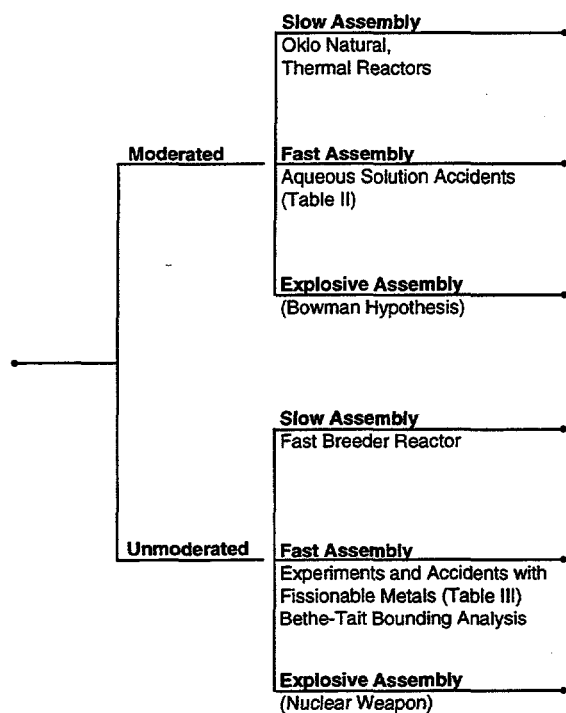 Slow Assembly
Oklo Natural,
Thermal Reactors
Moderated
Fast Assembly
Aqueous Solution Accidents
(Table II)
Explosive Assembly
(Bowman Hypothesis)
Slow Assembly
Fast Breeder Reactor
Unmoderated
Fast Assembly
Experiments and Accidents with
Fissionable Metals (Table III)
Bethe-Tait Bounding Analysis
Explosive Assembly
(Nuclear Weapon)